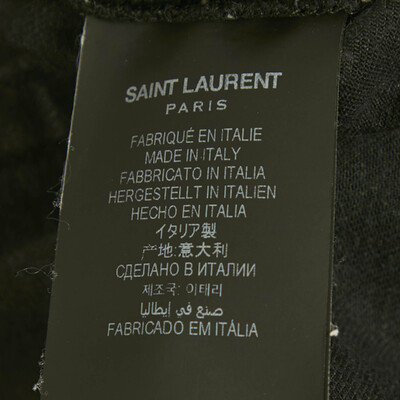 SAINT LAURENT
PARIS
FABRIQUÉ EN ITALIE
MADE IN ITALY
FABBRICATO IN ITALIA
HERGESTELLT IN ITALIEN
HECHO EN ITALIA
イタリア製
产地:意大利
СДЕЛАНО В ИТАЛИИ
제조국: 이태리
صنع في إيطاليا
FABRICADO EM ITÁLIA